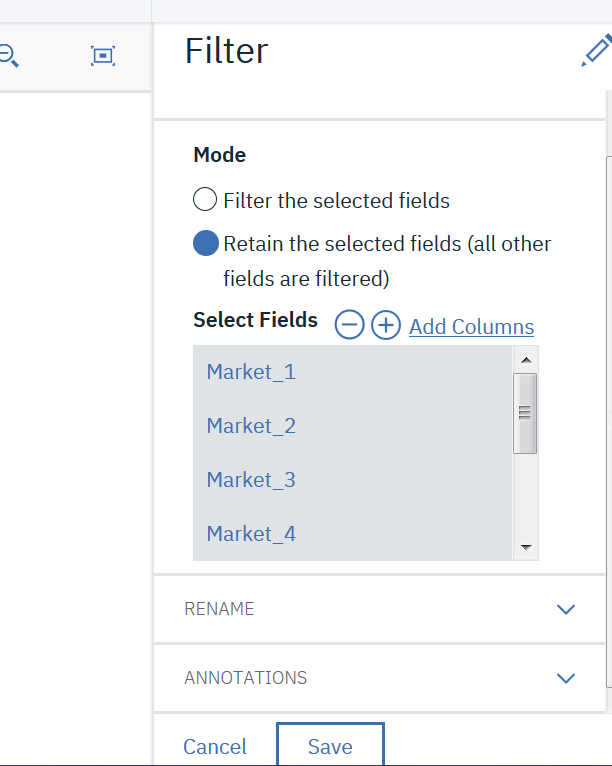 Filter
Mode
Filter the selected fields
Retain the selected fields (all other
fields are filtered)
Select Fields Add Columns
Market_1
Market_2
Market_3
Market_4
RENAME
ANNOTATIONS
Cancel Save